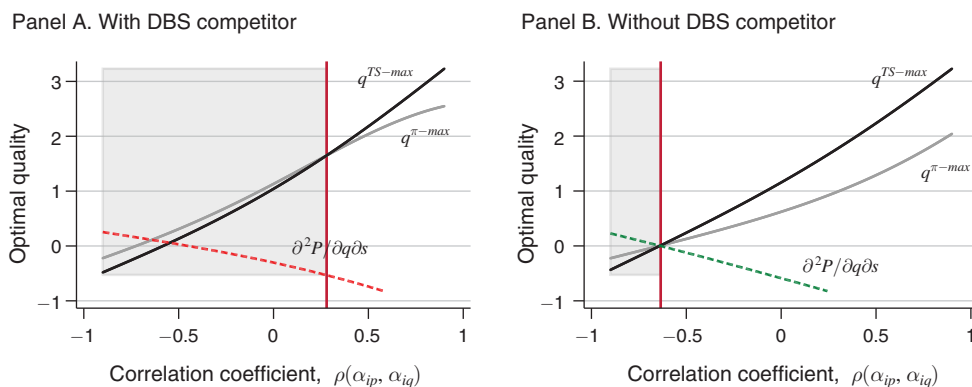 Panel A. With DBS competitor
Optimal quality
3
2
1
0
−1
q^{TS−max}
q^{π−max}
∂²P/∂q∂s
−1
−0.5
0
0.5
1
Correlation coefficient, ρ(α_{ip}, α_{iq})
Panel B. Without DBS competitor
Optimal quality
3
2
1
0
−1
q^{TS−max}
q^{π−max}
∂²P/∂q∂s
−1
−0.5
0
0.5
1
Correlation coefficient, ρ(α_{ip}, α_{iq})